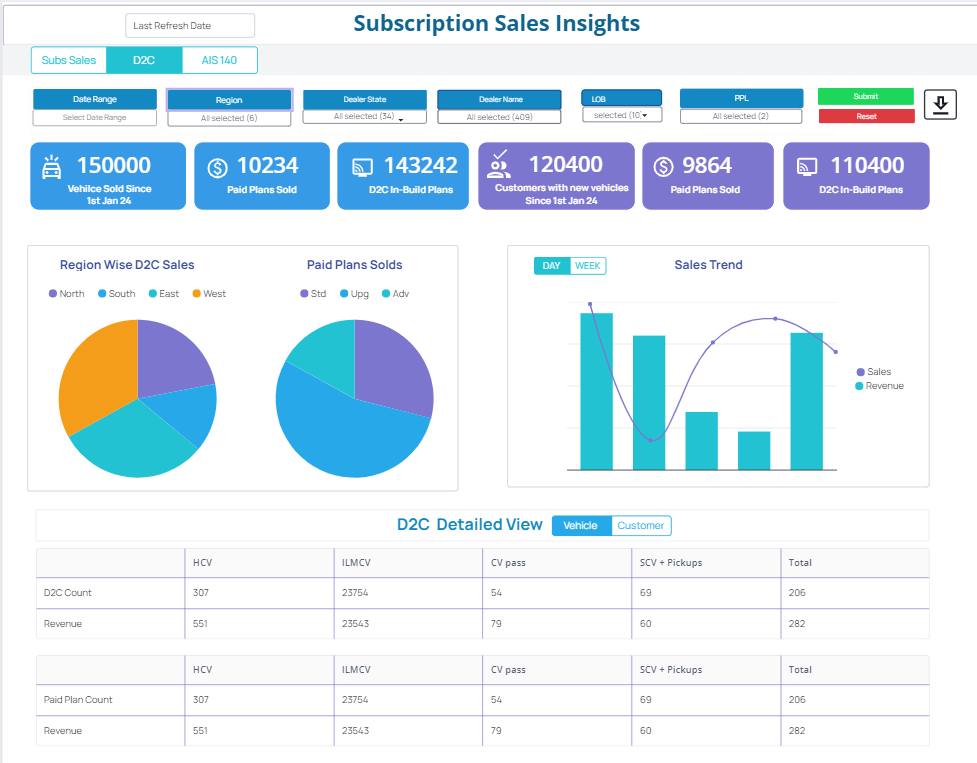 Last Refresh Date
Subscription Sales Insights
Subs Sales D2C AIS 140
Date Range Region Dealer State Dealer Name LOB PPL Submit
Select Date Range All selected (6) All selected (34) All selected (409) selected (10 All selected (2) Reset
150000 10234 143242 120400 9864 110400
Vehilce Sold Since Paid Plans Sold D2C In-Build Plans Customers with new vehicles Paid Plans Sold D2C In-Build Plans
1st Jan 24 Since 1st Jan 24
Region Wise D2C Sales Paid Plans Solds
North South East West Std Upg Adv
DAY WEEK Sales Trend
Sales
Revenue
D2C Detailed View Vehicle Customer
HCV ILMCV CV pass SCV + Pickups Total
D2C Count 307 23754 54 69 206
Revenue 551 23543 79 60 282
HCV ILMCV CV pass SCV + Pickups Total
Paid Plan Count 307 23754 54 69 206
Revenue 551 23543 79 60 282